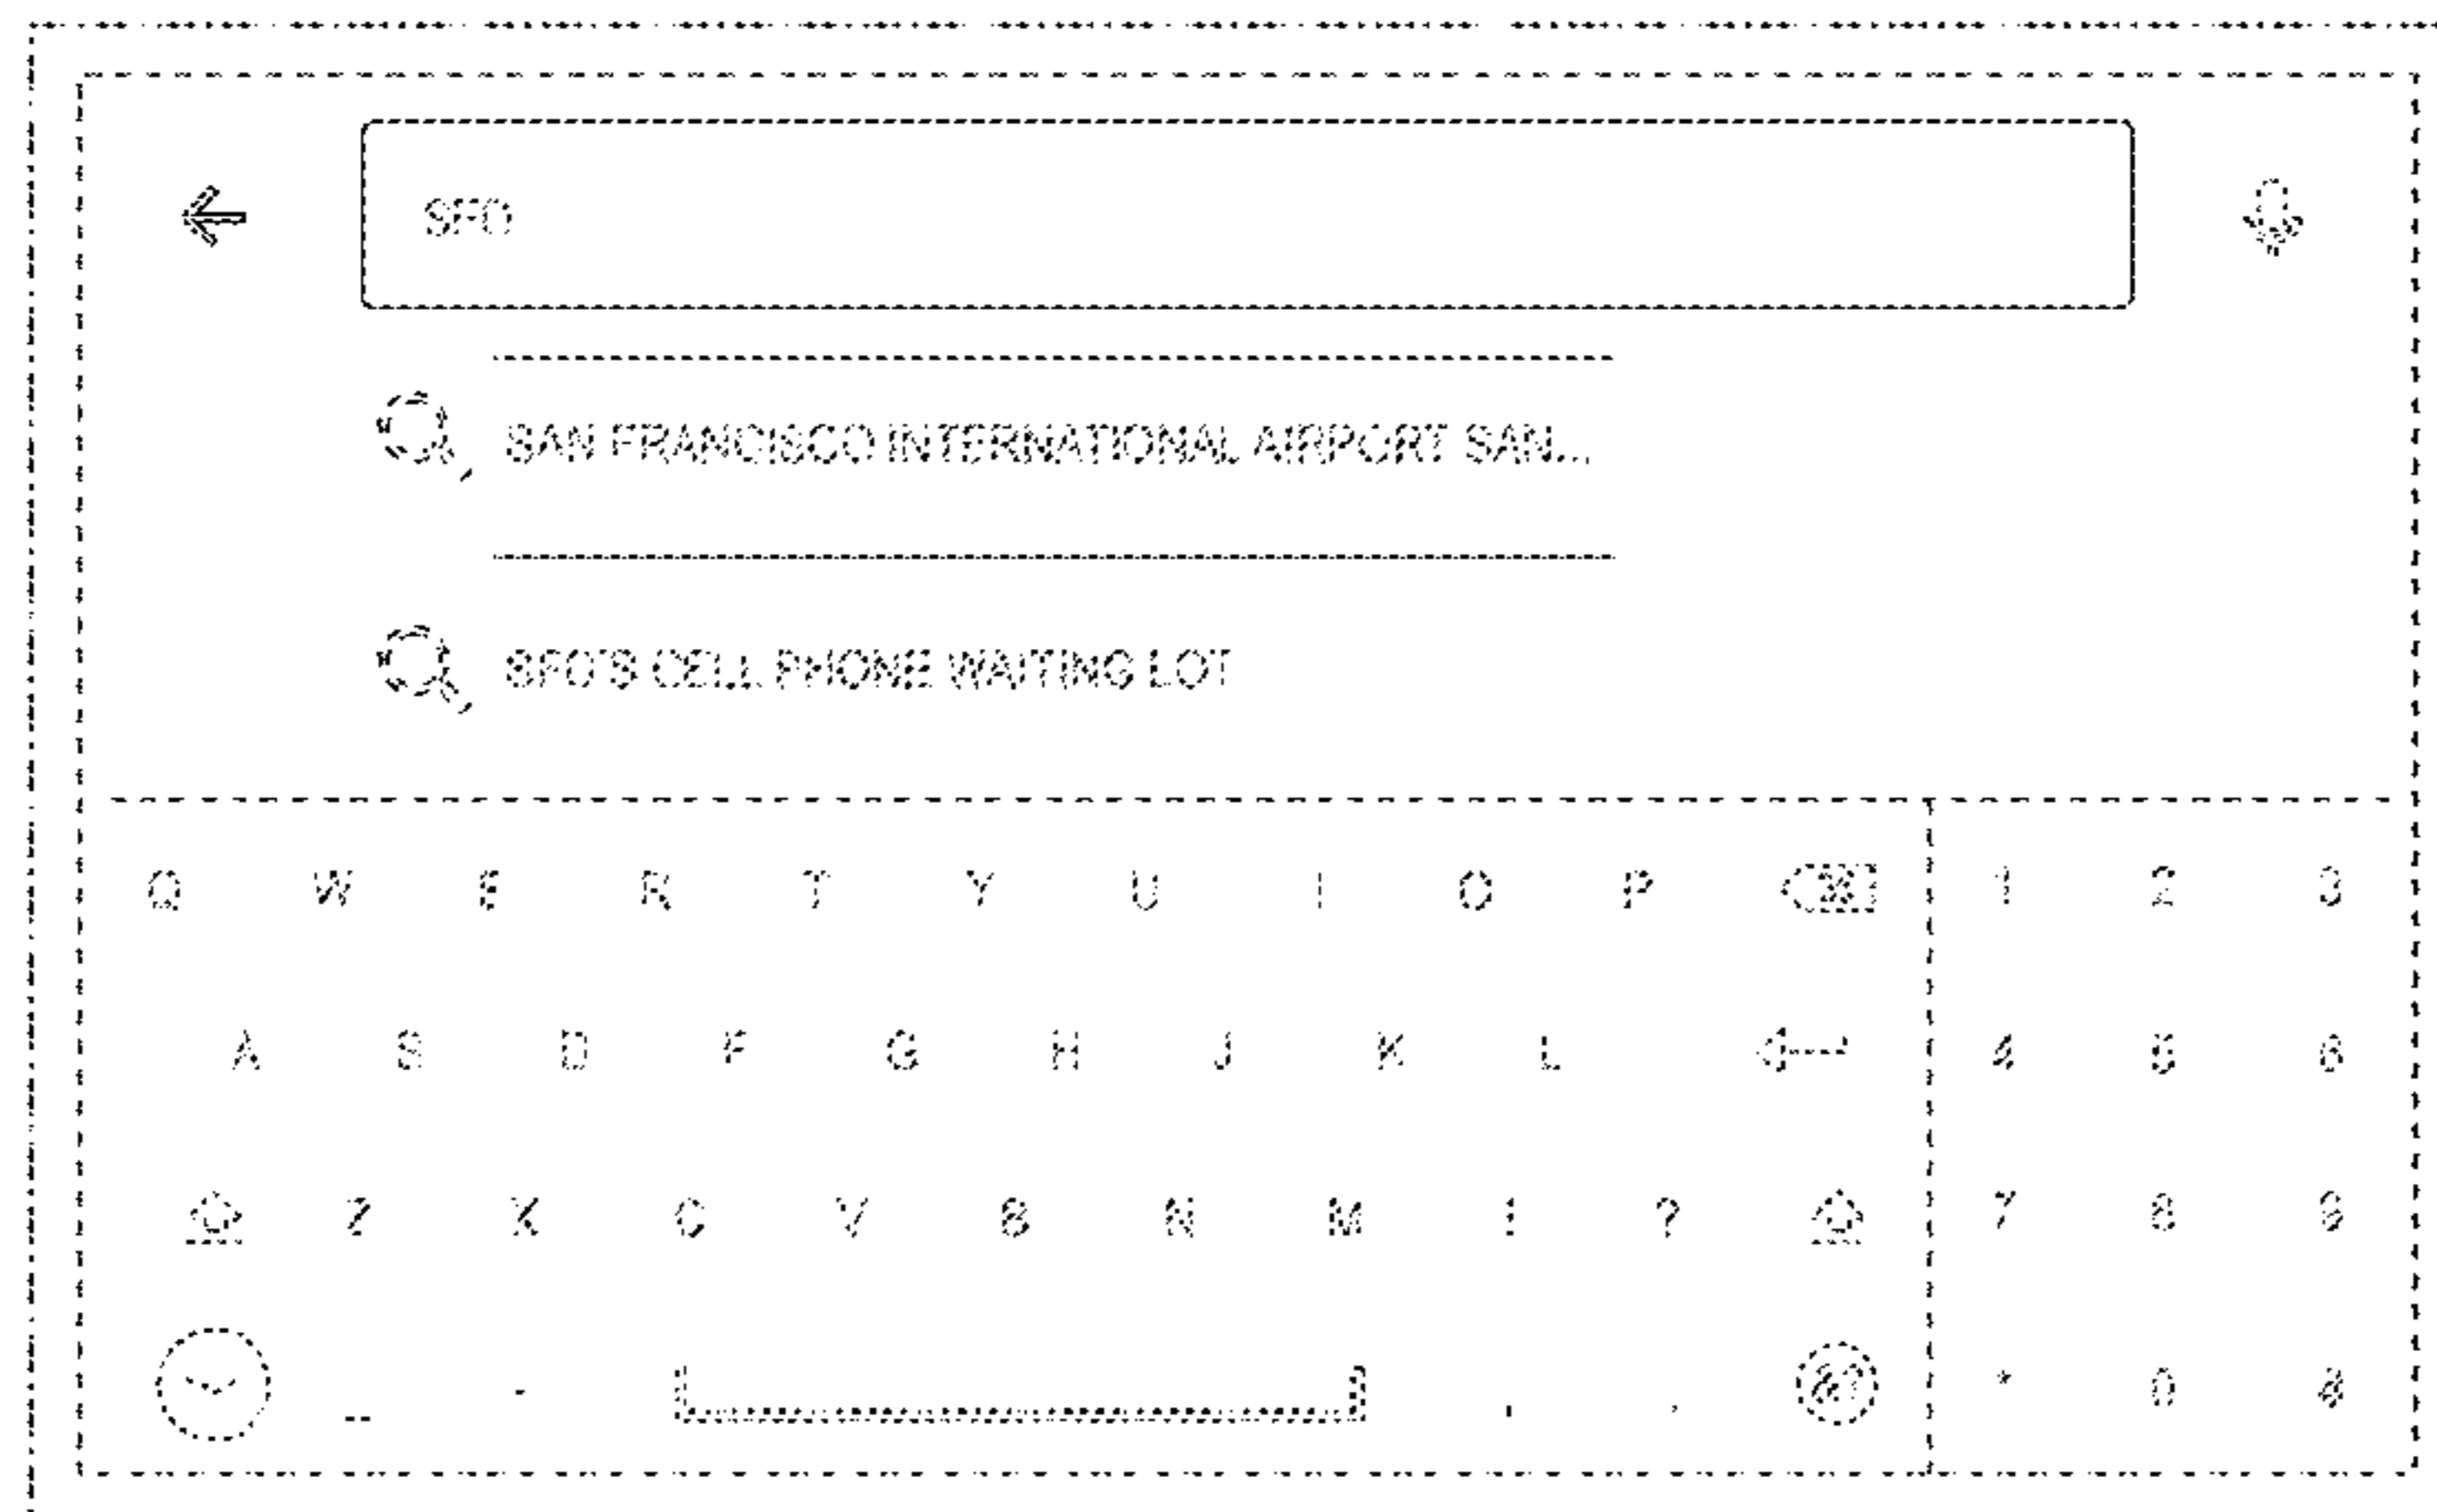 SFO
SAN FRANCISCO INTERNATIONAL AIRPORT SAN...
SFO'S CELL PHONE WAITING LOT
Q W E R T Y U I O P 1 2 3
A S D F G H J K L 4 5 6
Z X C V B N M ! ? 7 8 9
_ - . , * 0